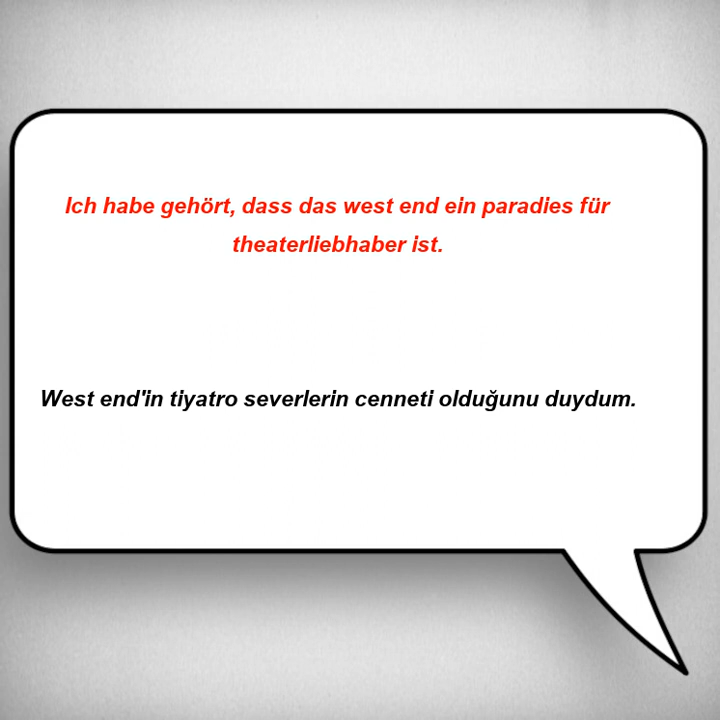 Ich habe gehört, dass das west end ein paradies für
theaterliebhaber ist.
West end'in tiyatro severlerin cenneti olduğunu duydum.